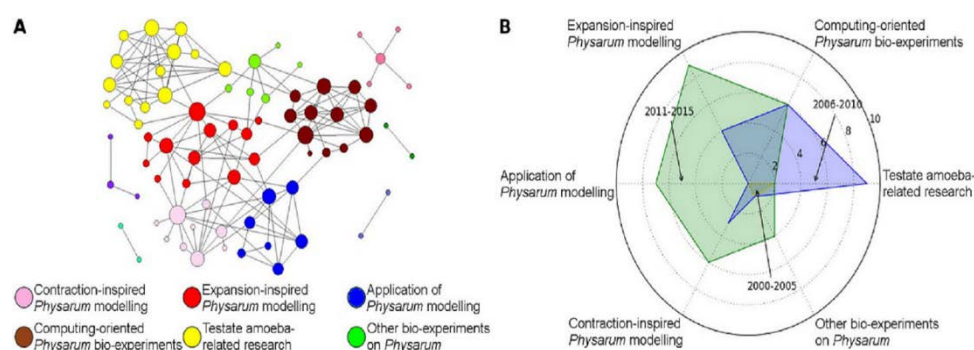 A
Contraction-inspired
Physarum modelling
Expansion-inspired
Physarum modelling
Application of
Physarum modelling
Computing-oriented
Physarum bio-experiments
Testate amoeba-
related research
Other bio-experiments
on Physarum
B
Expansion-inspired
Physarum modelling
Computing-oriented
Physarum bio-experiments
2011-2015
2006-2010
10
8
6
4
2
Application of
Physarum modelling
Testate amoeba-
related research
2000-2005
Contraction-inspired
Physarum modelling
Other bio-experiments
on Physarum